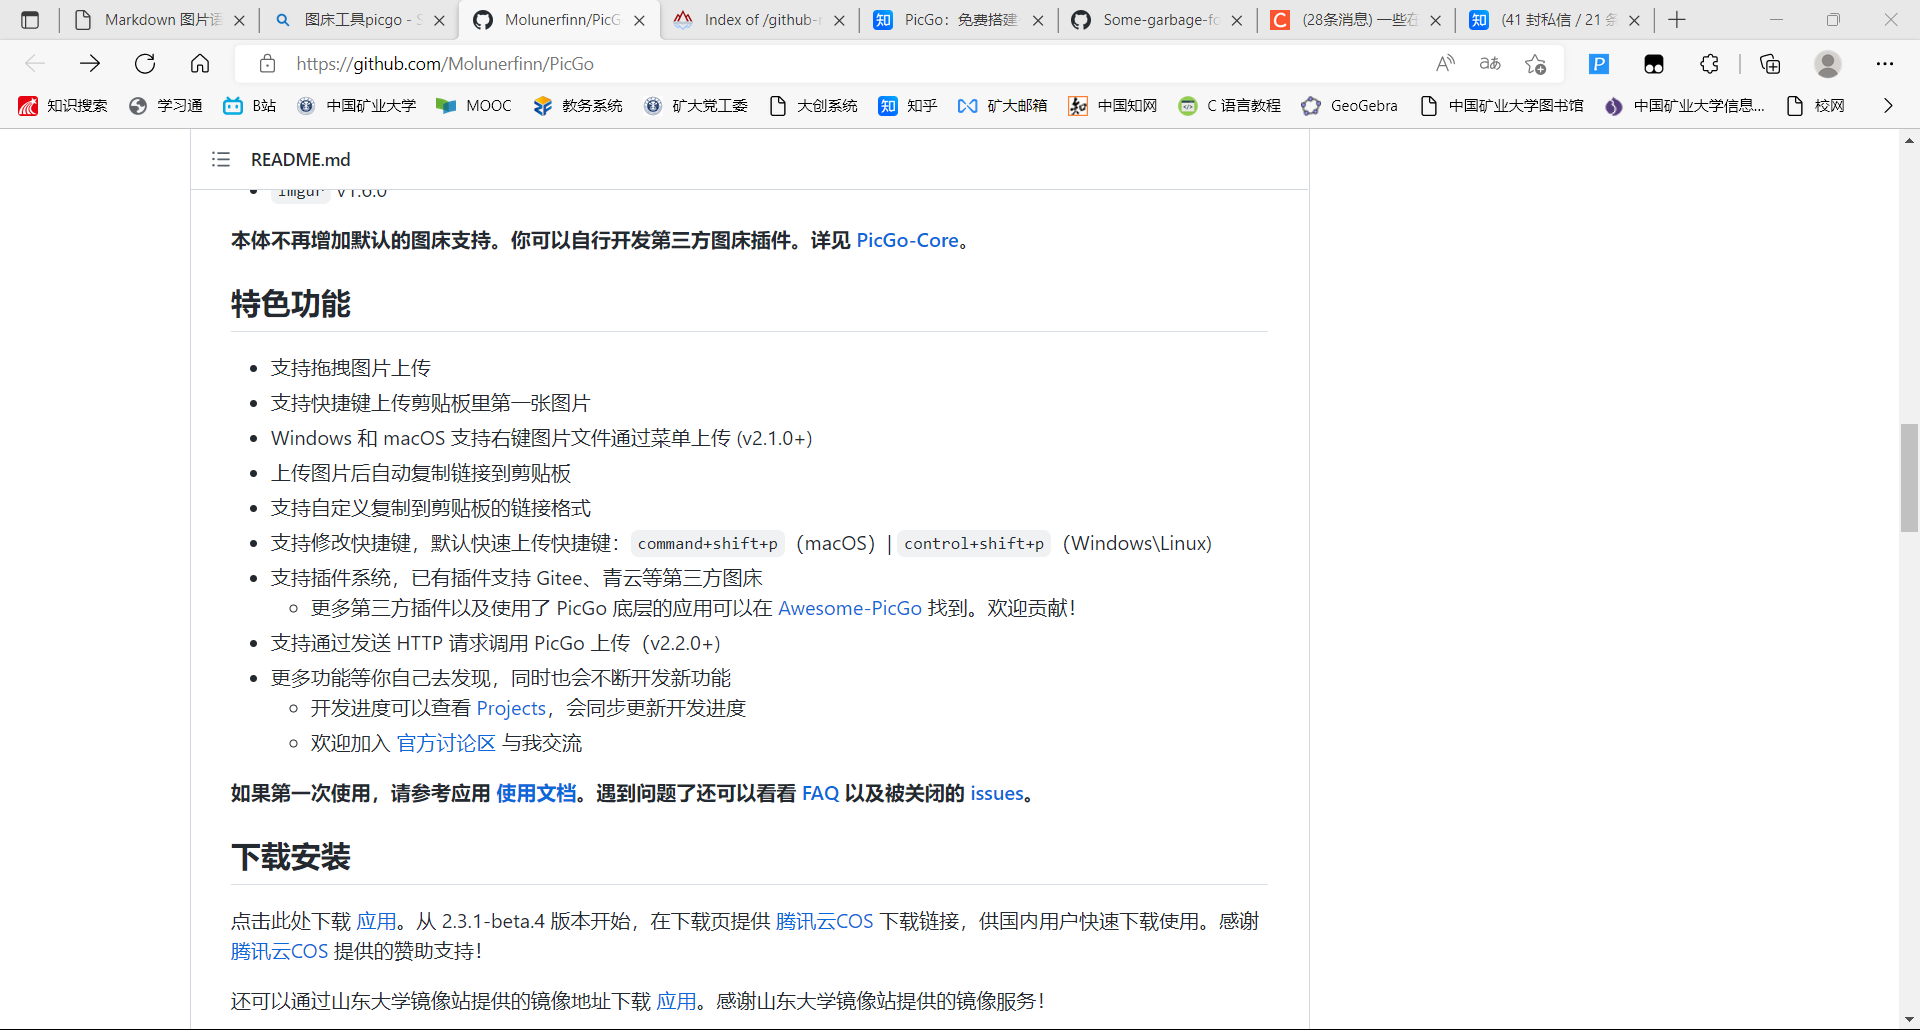 Markdown 图片语
图床工具picgo - S
Molunerfinn/PicG
Index of /github-r
PicGo：免费搭建
Some-garbage-fo
(28条消息) 一些在
(41 封私信 / 21 条
https://github.com/Molunerfinn/PicGo
知识搜索 学习通 B站 中国矿业大学 MOOC 教务系统 矿大党工委 大创系统 知乎 矿大邮箱 中国知网 C 语言教程 GeoGebra 中国矿业大学图书馆 中国矿业大学信息... 校网
README.md
imgur v1.6.0
本体不再增加默认的图床支持。你可以自行开发第三方图床插件。详见 PicGo-Core。
特色功能
支持拖拽图片上传
支持快捷键上传剪贴板里第一张图片
Windows 和 macOS 支持右键图片文件通过菜单上传 (v2.1.0+)
上传图片后自动复制链接到剪贴板
支持自定义复制到剪贴板的链接格式
支持修改快捷键，默认快速上传快捷键：command+shift+p（macOS）| control+shift+p（Windows\Linux)
支持插件系统，已有插件支持 Gitee、青云等第三方图床
更多第三方插件以及使用了 PicGo 底层的应用可以在 Awesome-PicGo 找到。欢迎贡献！
支持通过发送 HTTP 请求调用 PicGo 上传（v2.2.0+)
更多功能等你自己去发现，同时也会不断开发新功能
开发进度可以查看 Projects，会同步更新开发进度
欢迎加入 官方讨论区 与我交流
如果第一次使用，请参考应用 使用文档。遇到问题了还可以看看 FAQ 以及被关闭的 issues。
下载安装
点击此处下载 应用。从 2.3.1-beta.4 版本开始，在下载页提供 腾讯云COS 下载链接，供国内用户快速下载使用。感谢
腾讯云COS 提供的赞助支持！
还可以通过山东大学镜像站提供的镜像地址下载 应用。感谢山东大学镜像站提供的镜像服务！